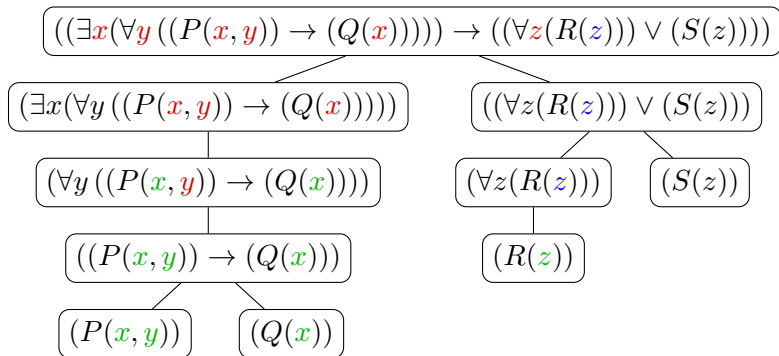 ((∃x(∀y ((P(x, y)) → (Q(x))))) → ((∀z(R(z))) ∨ (S(z))))
(∃x(∀y ((P(x, y)) → (Q(x))))) ((∀z(R(z))) ∨ (S(z)))
(∀y ((P(x, y)) → (Q(x)))) (∀z(R(z))) (S(z))
((P(x, y)) → (Q(x))) (R(z))
(P(x, y)) (Q(x))